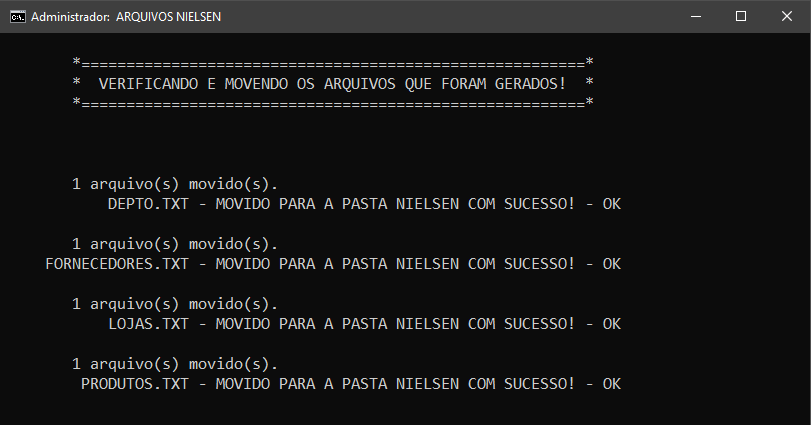 Administrador: ARQUIVOS NIELSEN
*========================================================*
* VERIFICANDO E MOVENDO OS ARQUIVOS QUE FORAM GERADOS! *
*========================================================*
1 arquivo(s) movido(s).
DEPTO.TXT - MOVIDO PARA A PASTA NIELSEN COM SUCESSO! - OK
1 arquivo(s) movido(s).
FORNECEDORES.TXT - MOVIDO PARA A PASTA NIELSEN COM SUCESSO! - OK
1 arquivo(s) movido(s).
LOJAS.TXT - MOVIDO PARA A PASTA NIELSEN COM SUCESSO! - OK
1 arquivo(s) movido(s).
PRODUTOS.TXT - MOVIDO PARA A PASTA NIELSEN COM SUCESSO! - OK